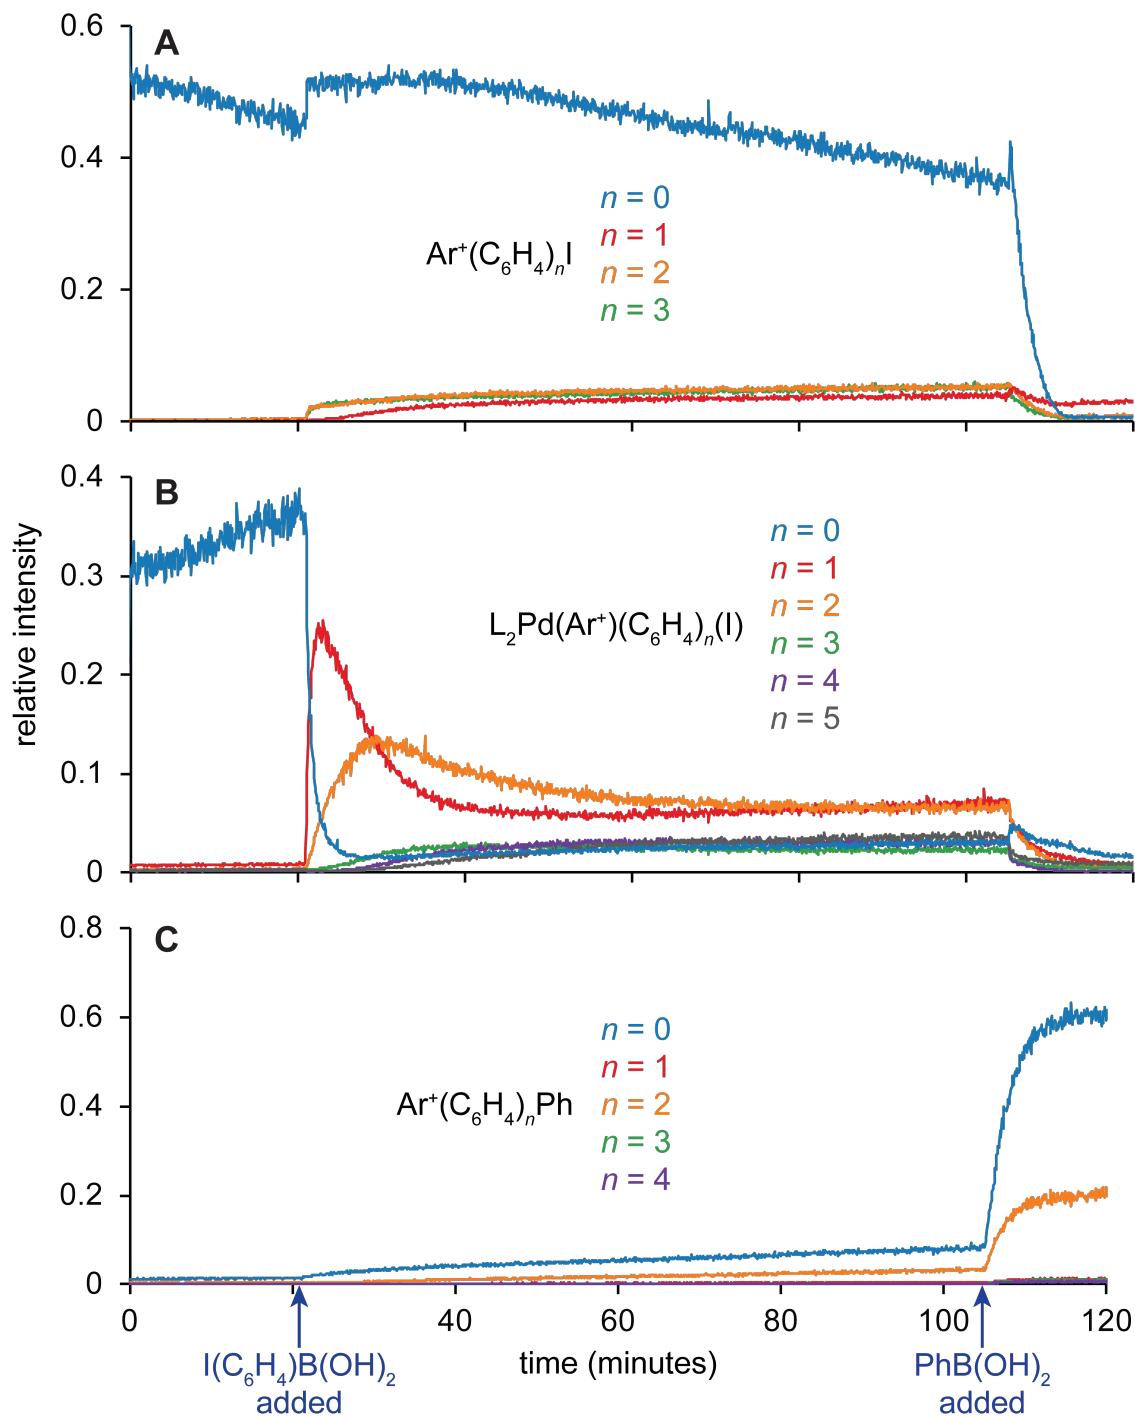 0.6
A
0.4
n = 0
n = 1
Ar⁺(C₆H₄)ₙI
n = 2
n = 3
0.2
0
0.4
B
n = 0
0.3
n = 1
n = 2
L₂Pd(Ar⁺)(C₆H₄)ₙ(I)
n = 3
relative intensity
0.2
n = 4
n = 5
0.1
0
0.8
C
0.6
n = 0
n = 1
0.4
Ar⁺(C₆H₄)ₙPh
n = 2
n = 3
n = 4
0.2
0
0 40 60 80 100 120
I(C₆H₄)B(OH)₂ time (minutes) PhB(OH)₂
added added